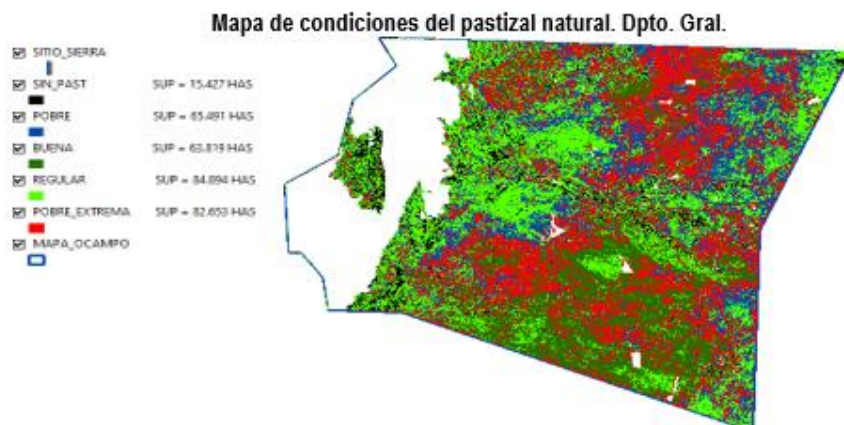 Mapa de condiciones del pastizal natural. Dpto. Gral.
SITIO_SIERRA
SIN_PAST SUP = 15.427 HAS
POBRE SUP = 65.491 HAS
BUENA SUP = 63.819 HAS
REGULAR SUP = 84.894 HAS
POBRE_EXTREMA SUP = 82.653 HAS
MAPA_OCAMPO